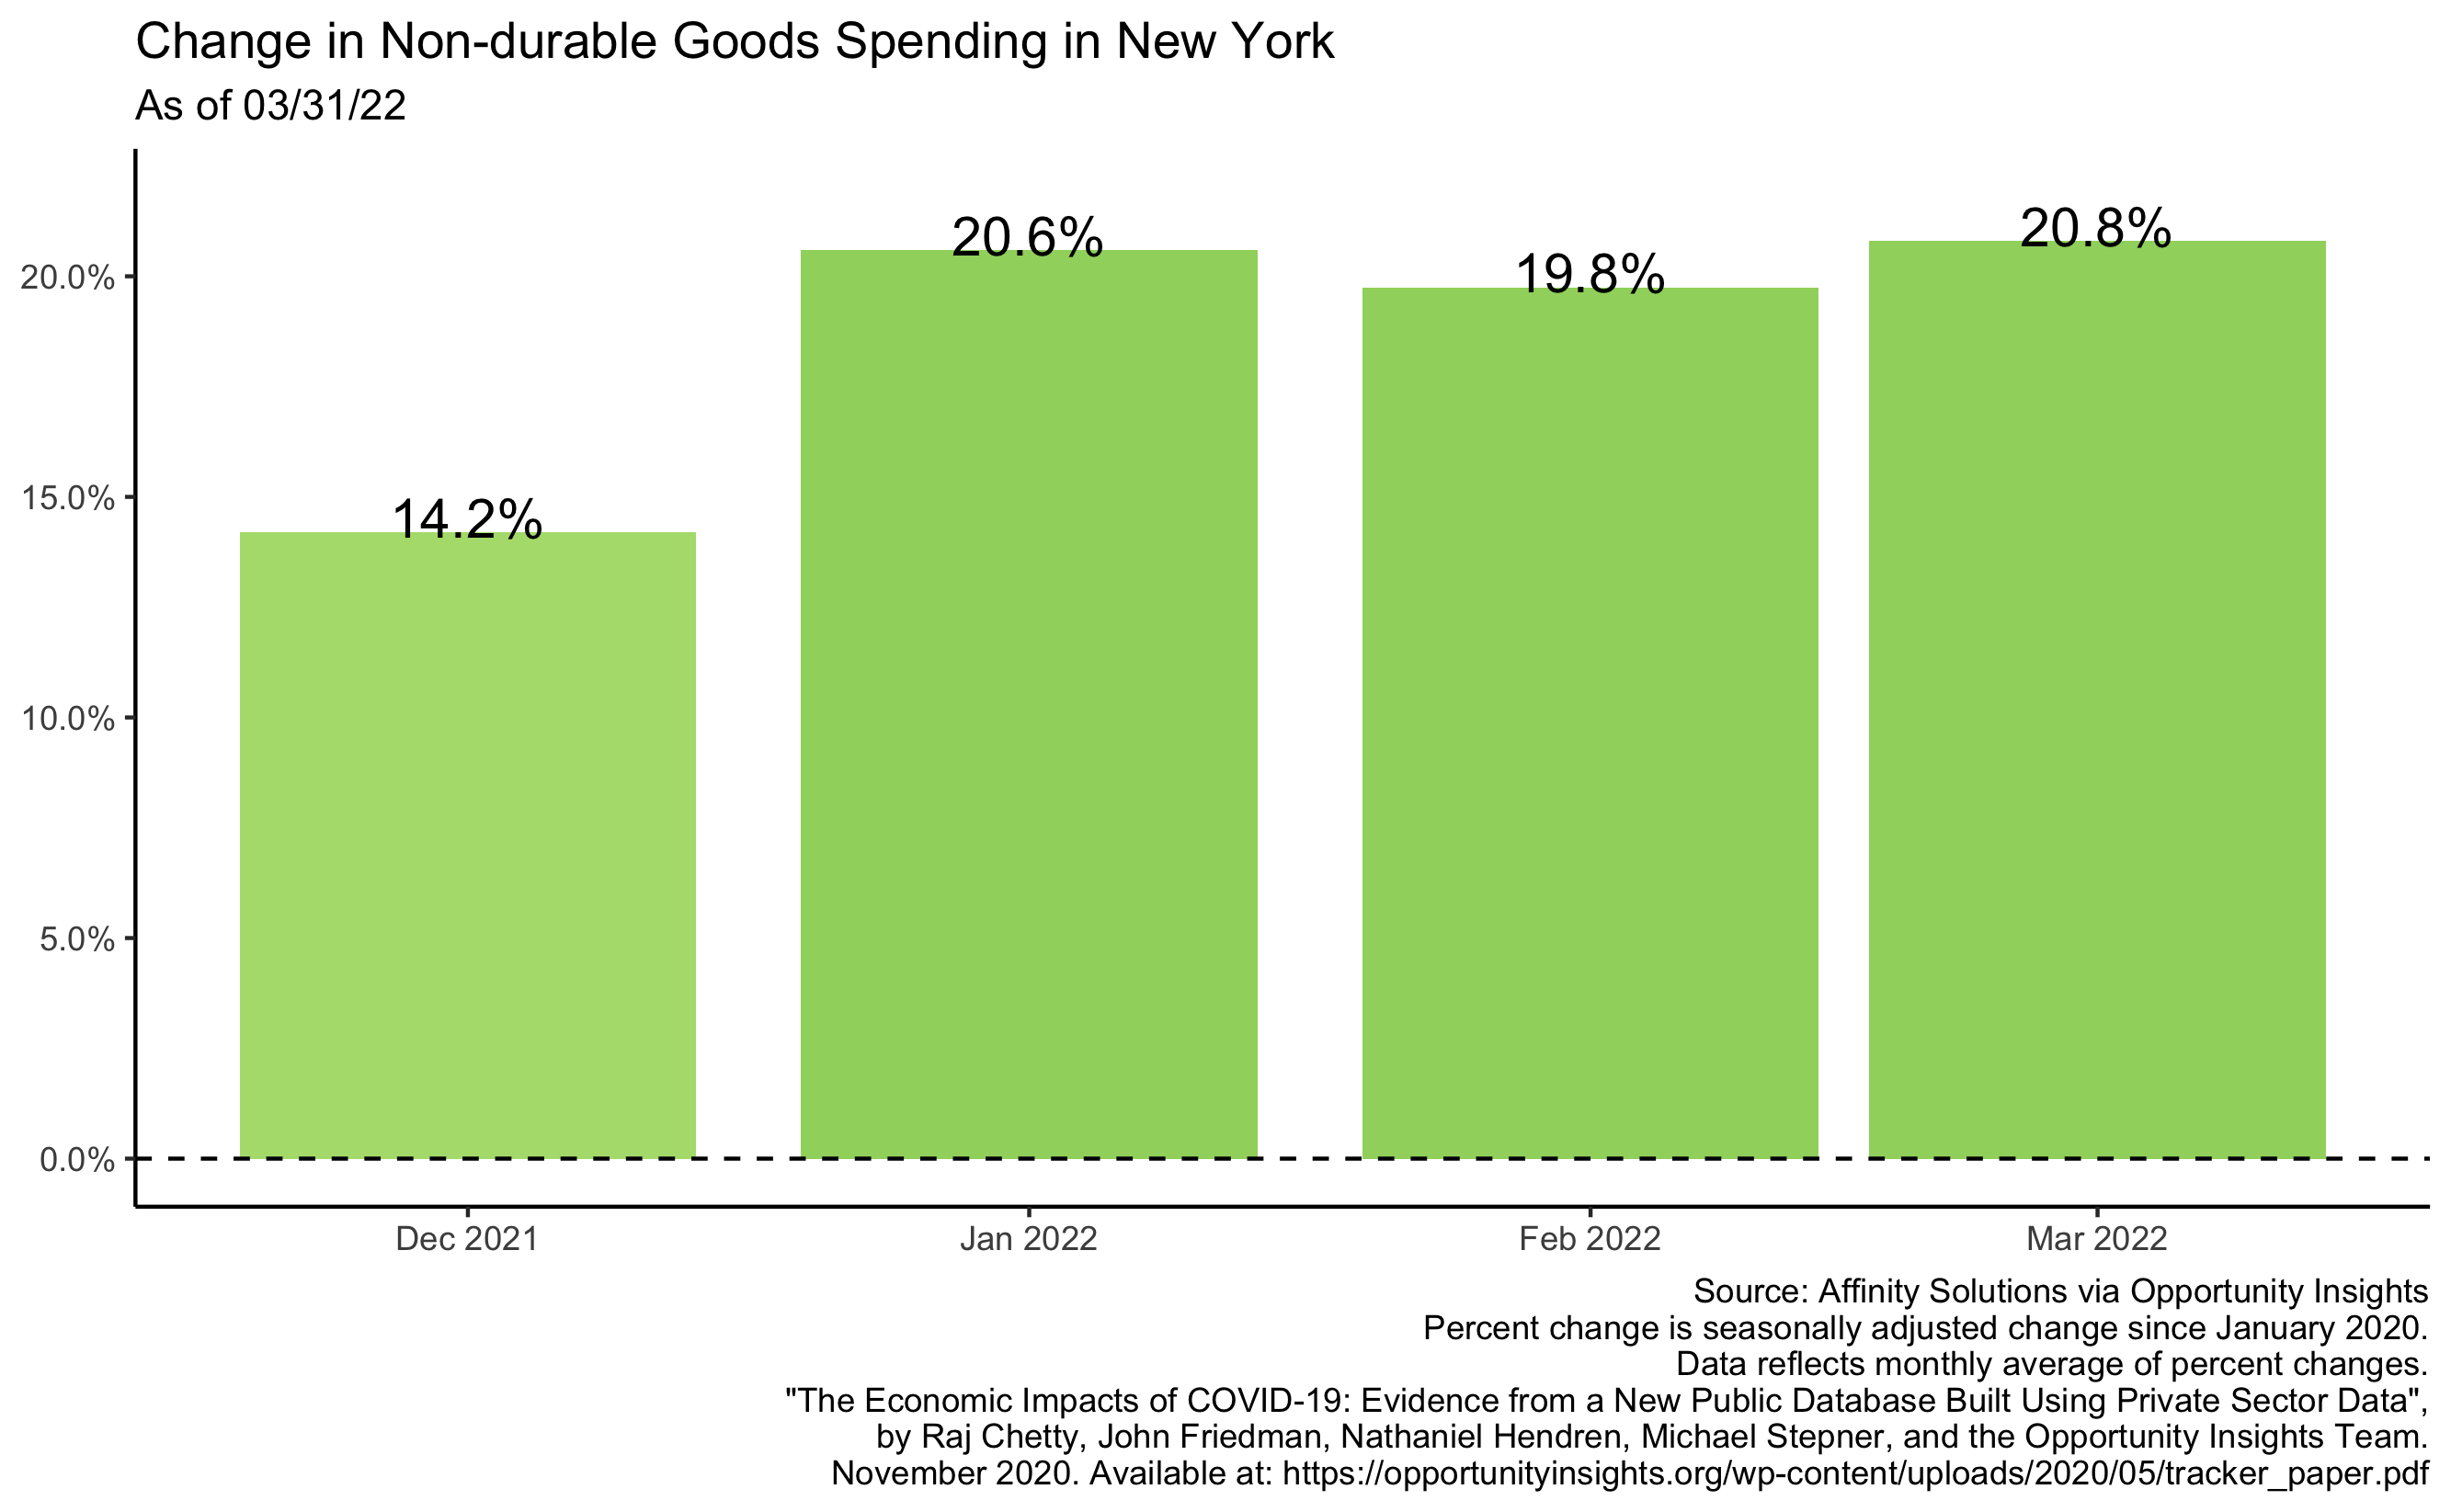 Change in Non-durable Goods Spending in New York
As of 03/31/22
20.6%
20.8%
19.8%
14.2%
20.0%
15.0%
10.0%
5.0%
0.0%
Dec 2021 Jan 2022 Feb 2022 Mar 2022
Source: Affinity Solutions via Opportunity Insights
Percent change is seasonally adjusted change since January 2020.
Data reflects monthly average of percent changes.
"The Economic Impacts of COVID-19: Evidence from a New Public Database Built Using Private Sector Data",
by Raj Chetty, John Friedman, Nathaniel Hendren, Michael Stepner, and the Opportunity Insights Team.
November 2020. Available at: https://opportunityinsights.org/wp-content/uploads/2020/05/tracker_paper.pdf